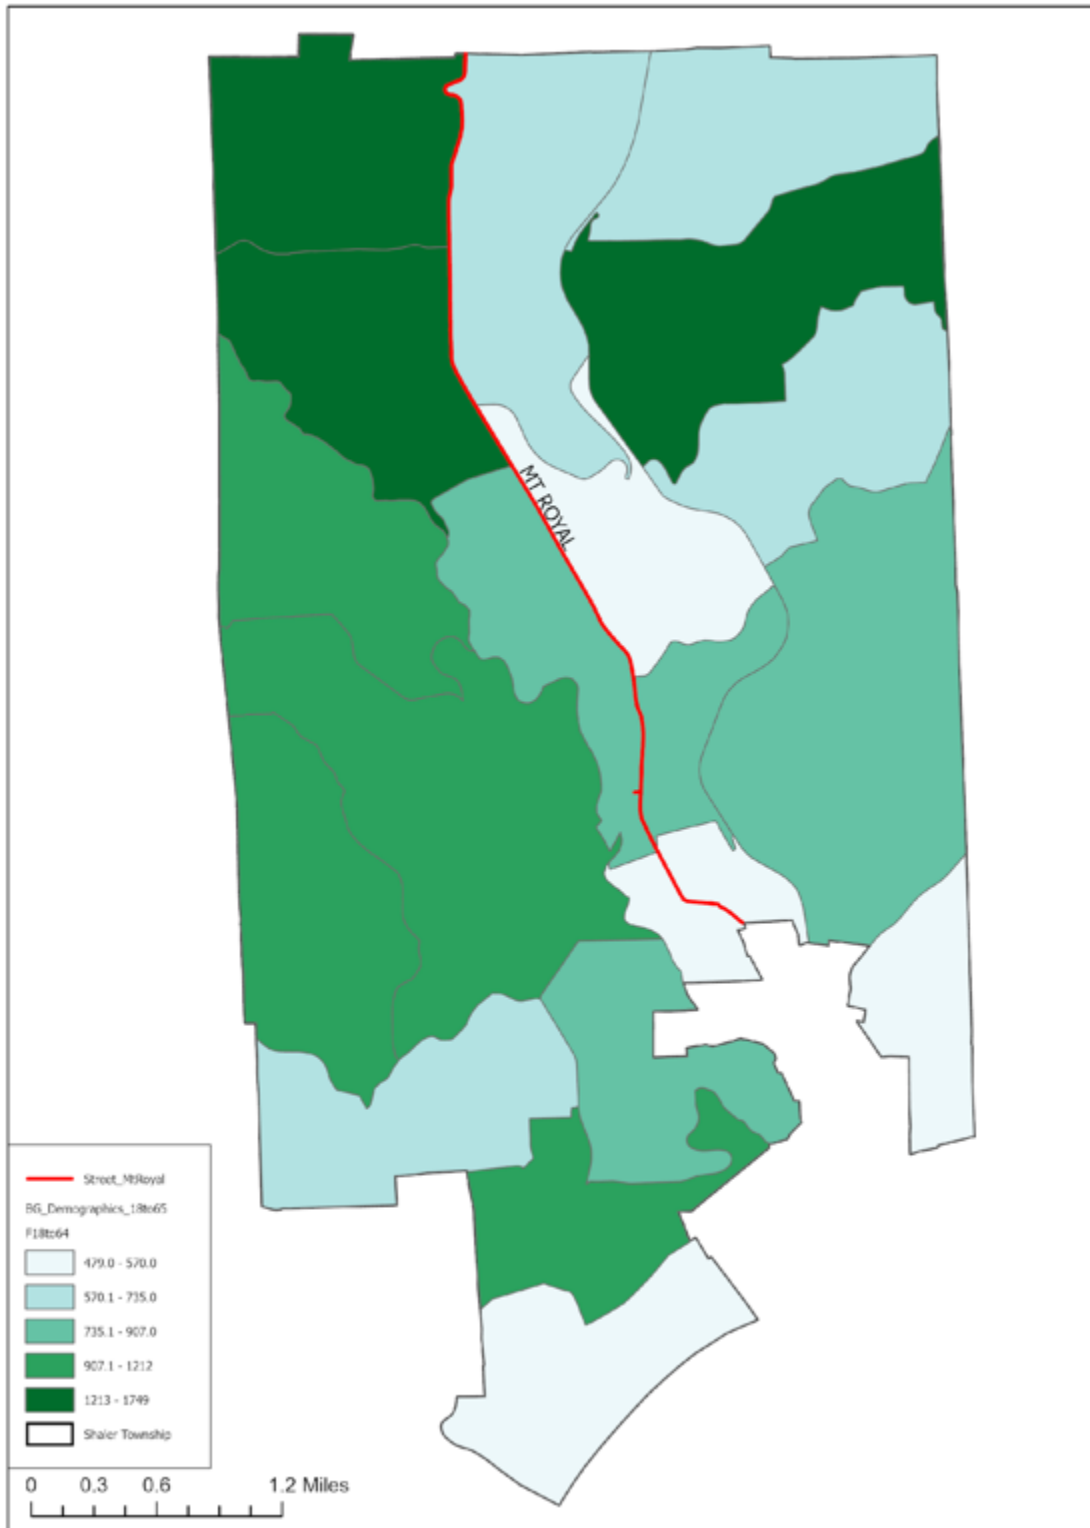 MT ROYAL
Street_MtRoyal
BG_Demographics_18to65
F18to64
479.0 - 570.0
570.1 - 735.0
735.1 - 907.0
907.1 - 1212
1213 - 1749
Shaler Township
0 0.3 0.6 1.2 Miles